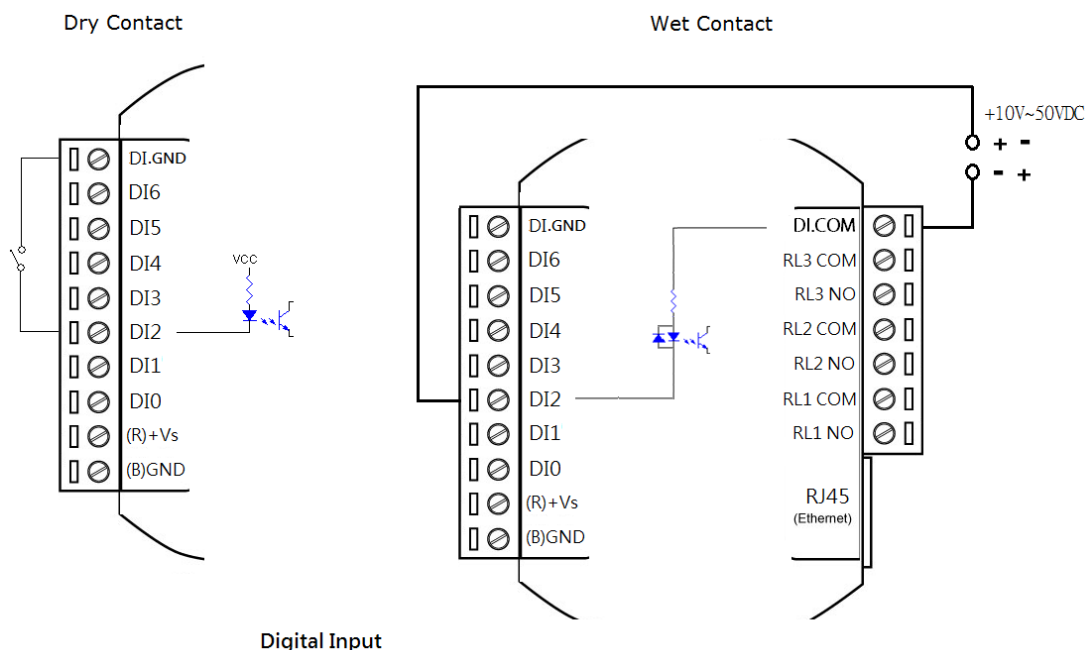 Dry Contact
Wet Contact
+10V~50VDC
+ -
- +
DI.GND
DI6
DI5
DI4
DI3
DI2
DI1
DI0
(R)+Vs
(B)GND
VCC
DI.GND
DI6
DI5
DI4
DI3
DI2
DI1
DI0
(R)+Vs
(B)GND
DI.COM
RL3 COM
RL3 NO
RL2 COM
RL2 NO
RL1 COM
RL1 NO
RJ45
(Ethernet)
Digital Input